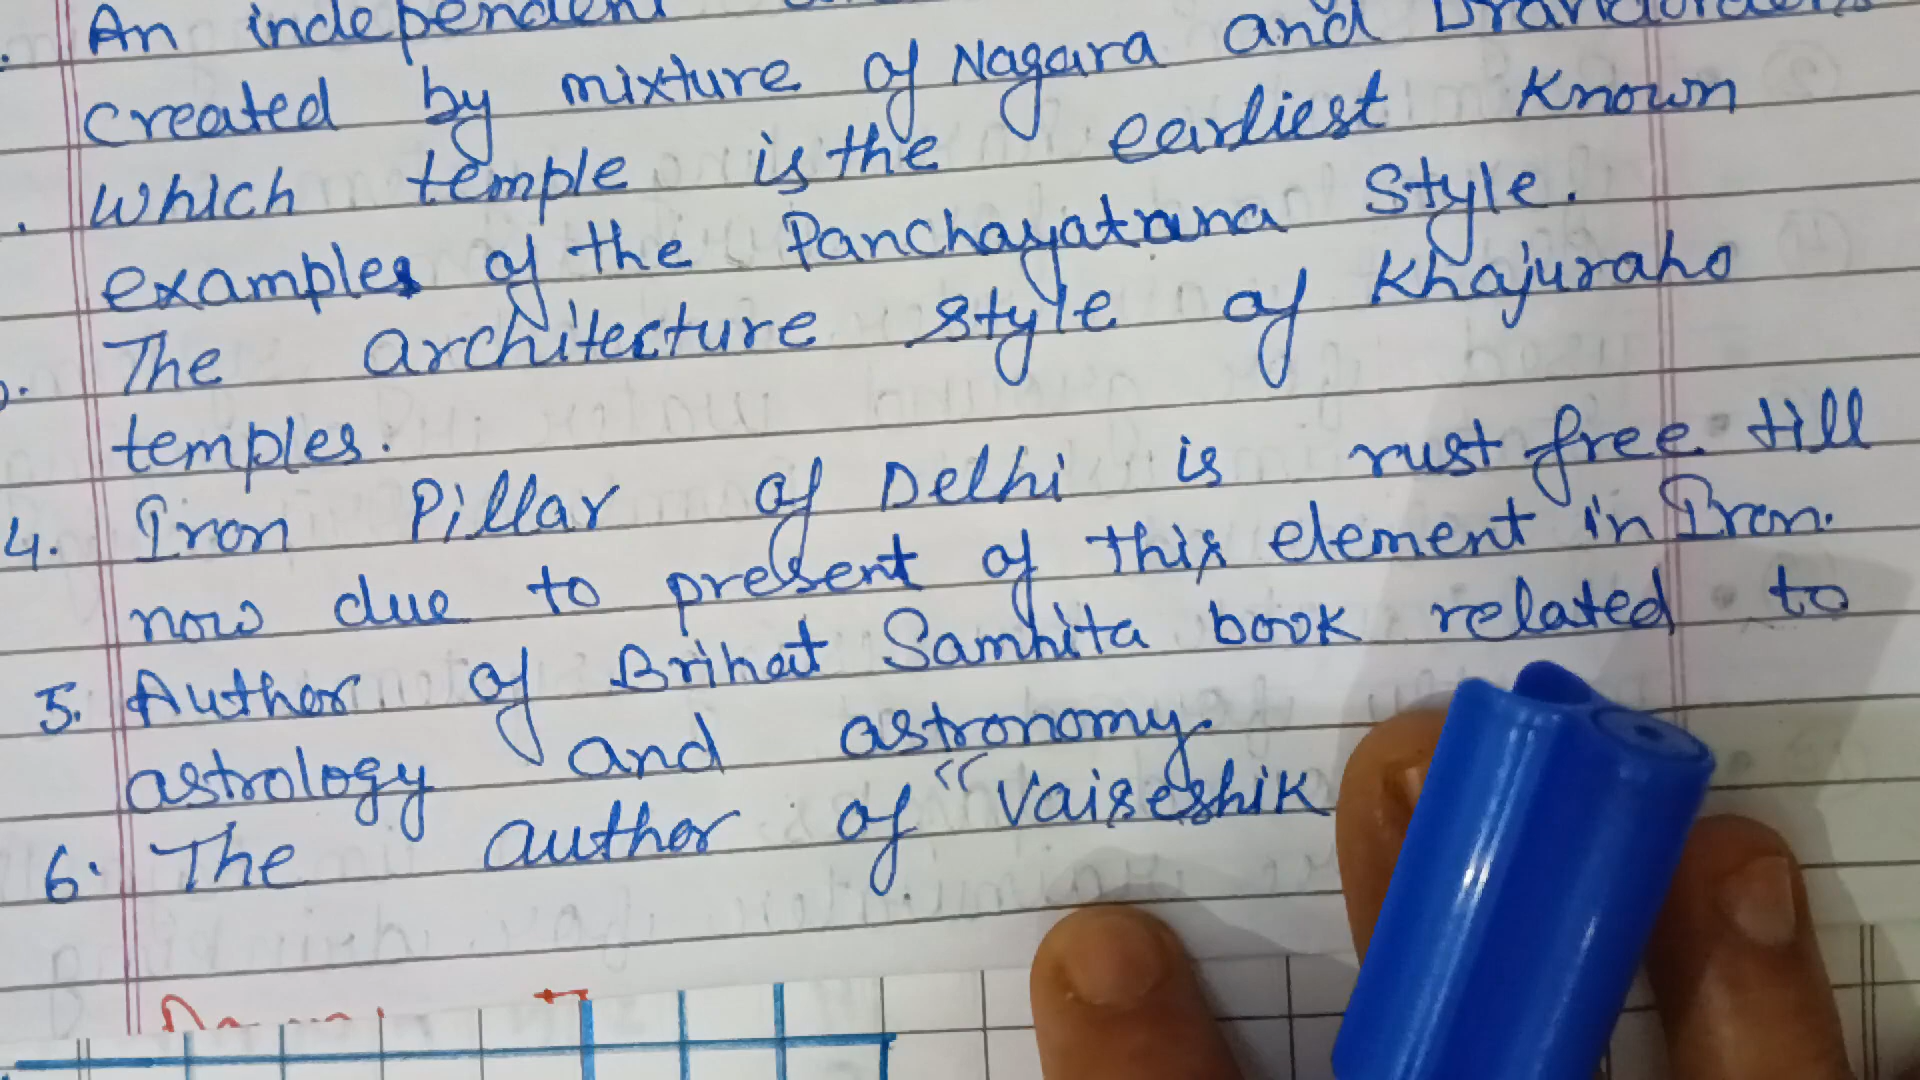 An independent
created by mixture of Nagara and
which temple is the earliest known
examples of the Panchayatana style.
The architecture style of Khajuraho
temples.
4. Iron Pillar of Delhi is rust free till
now due to present of this element in Iron.
5. Author of Brihat Samhita book related to
astrology and astronomy.
6. The author of "Vaiseshik